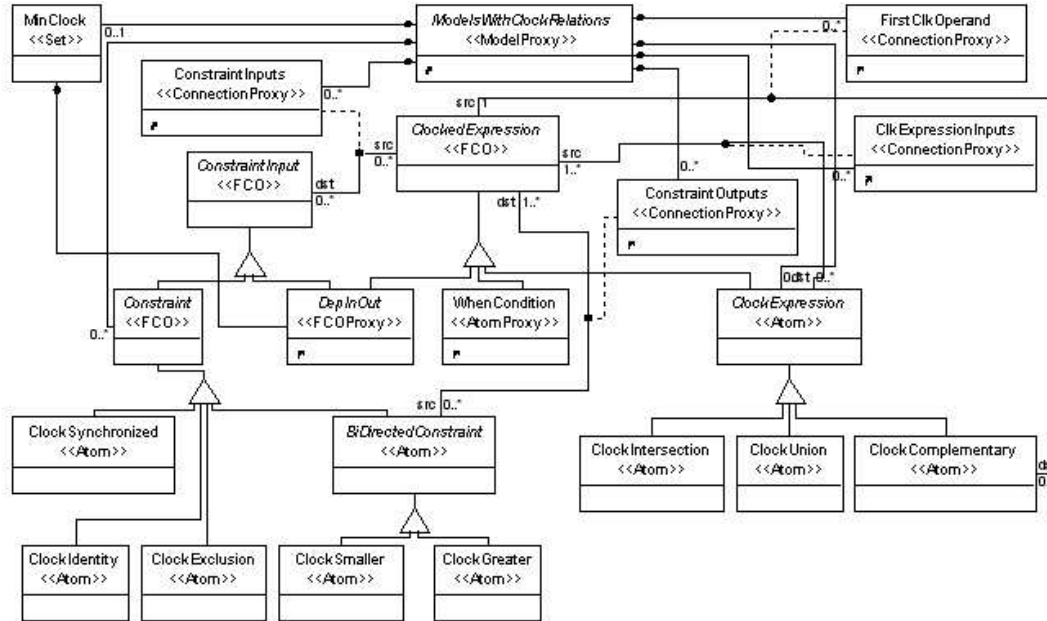 MinClock
<<Set>>
0..1
ModelsWithClockRelations
<<ModelProxy>>
0..*
FirstClkOperand
<<ConnectionProxy>>
ConstraintInputs
<<ConnectionProxy>>
0..*
src 1
ClockedExpression
<<FCO>>
src
0..*
src
1..*
ClkExpressionInputs
<<ConnectionProxy>>
0..*
ConstraintInput
<<FCO>>
dst
0..*
dst 1..*
0..*
ConstraintOutputs
<<ConnectionProxy>>
0dst 0..*
Constraint
<<FCO>>
0..*
DepInOut
<<FCOProxy>>
WhenCondition
<<AtomProxy>>
ClockExpression
<<Atom>>
src 0..*
ClockSynchronized
<<Atom>>
BiDirectedConstraint
<<Atom>>
ClockIntersection
<<Atom>>
ClockUnion
<<Atom>>
ClockComplementary
<<Atom>>
ds
0.
ClockIdentity
<<Atom>>
ClockExclusion
<<Atom>>
ClockSmaller
<<Atom>>
ClockGreater
<<Atom>>